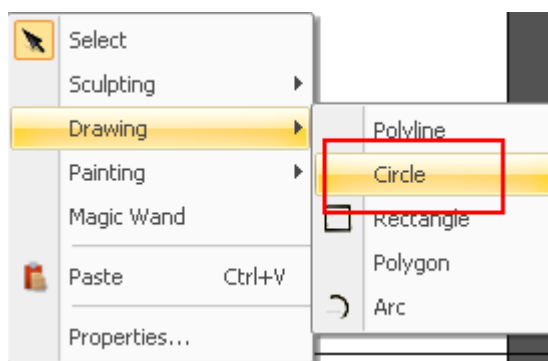 Select
Sculpting
Drawing
Painting
Magic Wand
Paste Ctrl+V
Properties...
Polyline
Circle
Rectangle
Polygon
Arc